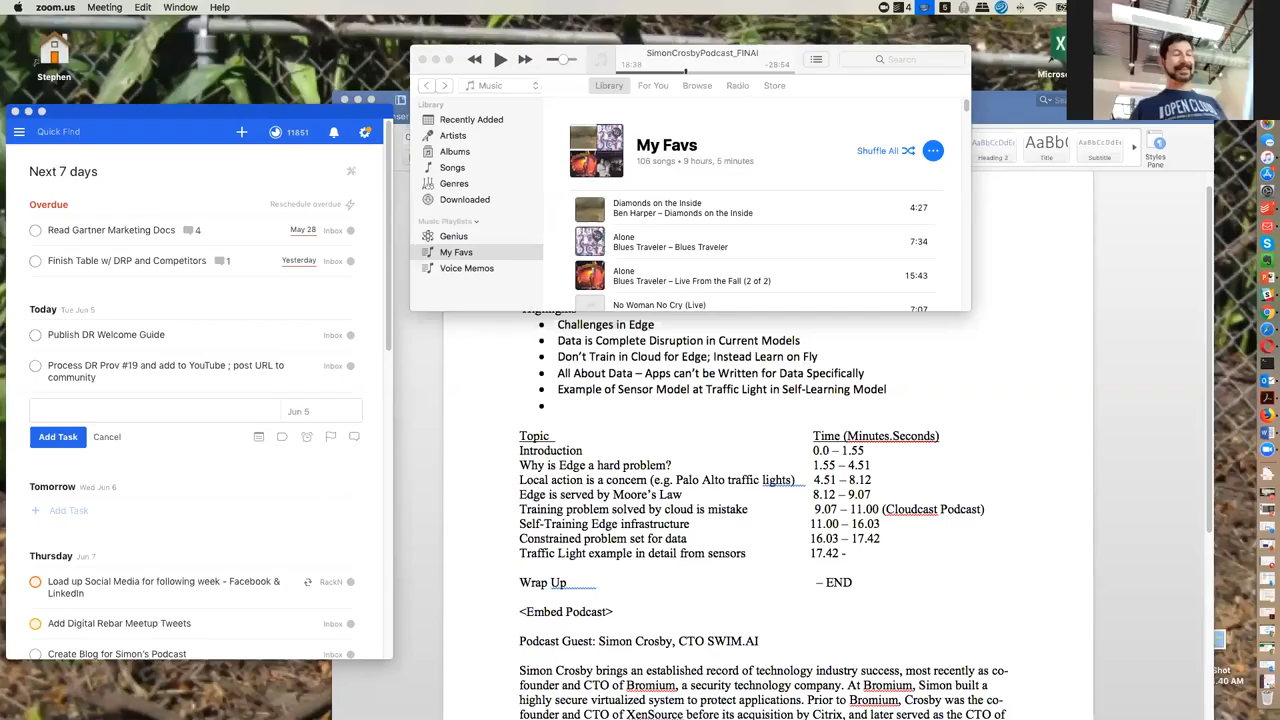 zoom.us Meeting Edit Window Help
4
5
Stephen
Quick Find
11851
Next 7 days
Overdue
Reschedule overdue
Read Gartner Marketing Docs 4 May 28 Inbox
Finish Table w/ DRP and Competitors 1 Yesterday Inbox
Today Tue Jun 5
Publish DR Welcome Guide Inbox
Process DR Prov #19 and add to YouTube ; post URL to Inbox
community
Jun 5
Add Task Cancel
Tomorrow Wed Jun 6
+ Add Task
Thursday Jun 7
Load up Social Media for following week - Facebook & RackN
LinkedIn
Add Digital Rebar Meetup Tweets Inbox
Create Blog for Simon's Podcast Inbox
SimonCrosbyPodcast_FINAl
18:38 -28:54
Search
Music
Library For You Browse Radio Store
Library
Recently Added
Artists
Albums
Songs
Genres
Downloaded
Music Playlists
Genius
My Favs
Voice Memos
My Favs
106 songs • 9 hours, 5 minutes
Shuffle All
Diamonds on the Inside
Ben Harper – Diamonds on the Inside
4:27
Alone
Blues Traveler – Blues Traveler
7:34
Alone
Blues Traveler – Live From the Fall (2 of 2)
15:43
No Woman No Cry (Live)
7:07
AaBbCcDc AaBbC AaBbCcDc
Heading 2 Title Subtitle
Styles
Pane
OPEN CLOU
Highlights
• Challenges in Edge
• Data is Complete Disruption in Current Models
• Don't Train in Cloud for Edge; Instead Learn on Fly
• All About Data – Apps can't be Written for Data Specifically
• Example of Sensor Model at Traffic Light in Self-Learning Model
•
Topic Time (Minutes.Seconds)
Introduction 0.0 – 1.55
Why is Edge a hard problem? 1.55 – 4.51
Local action is a concern (e.g. Palo Alto traffic lights) 4.51 – 8.12
Edge is served by Moore's Law 8.12 – 9.07
Training problem solved by cloud is mistake 9.07 – 11.00 (Cloudcast Podcast)
Self-Training Edge infrastructure 11.00 – 16.03
Constrained problem set for data 16.03 – 17.42
Traffic Light example in detail from sensors 17.42 -
Wrap Up – END
<Embed Podcast>
Podcast Guest: Simon Crosby, CTO SWIM.AI
Simon Crosby brings an established record of technology industry success, most recently as co-
founder and CTO of Bromium, a security technology company. At Bromium, Simon built a
highly secure virtualized system to protect applications. Prior to Bromium, Crosby was the co-
founder and CTO of XenSource before its acquisition by Citrix, and later served as the CTO of